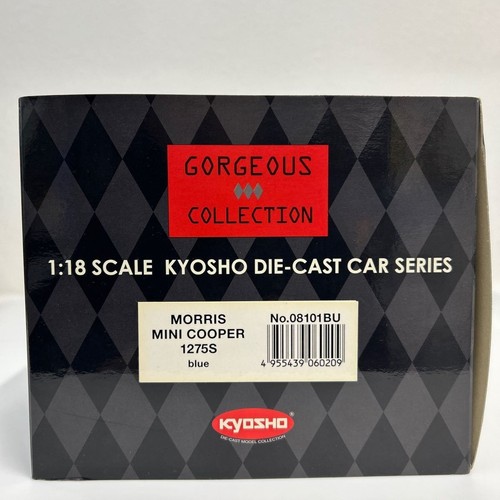 GORGEOUS
COLLECTION
1:18 SCALE KYOSHO DIE-CAST CAR SERIES
MORRIS
MINI COOPER
1275S
blue
No.08101BU
4 955439 060209
KYOSHO
DIE-CAST MODEL COLLECTION